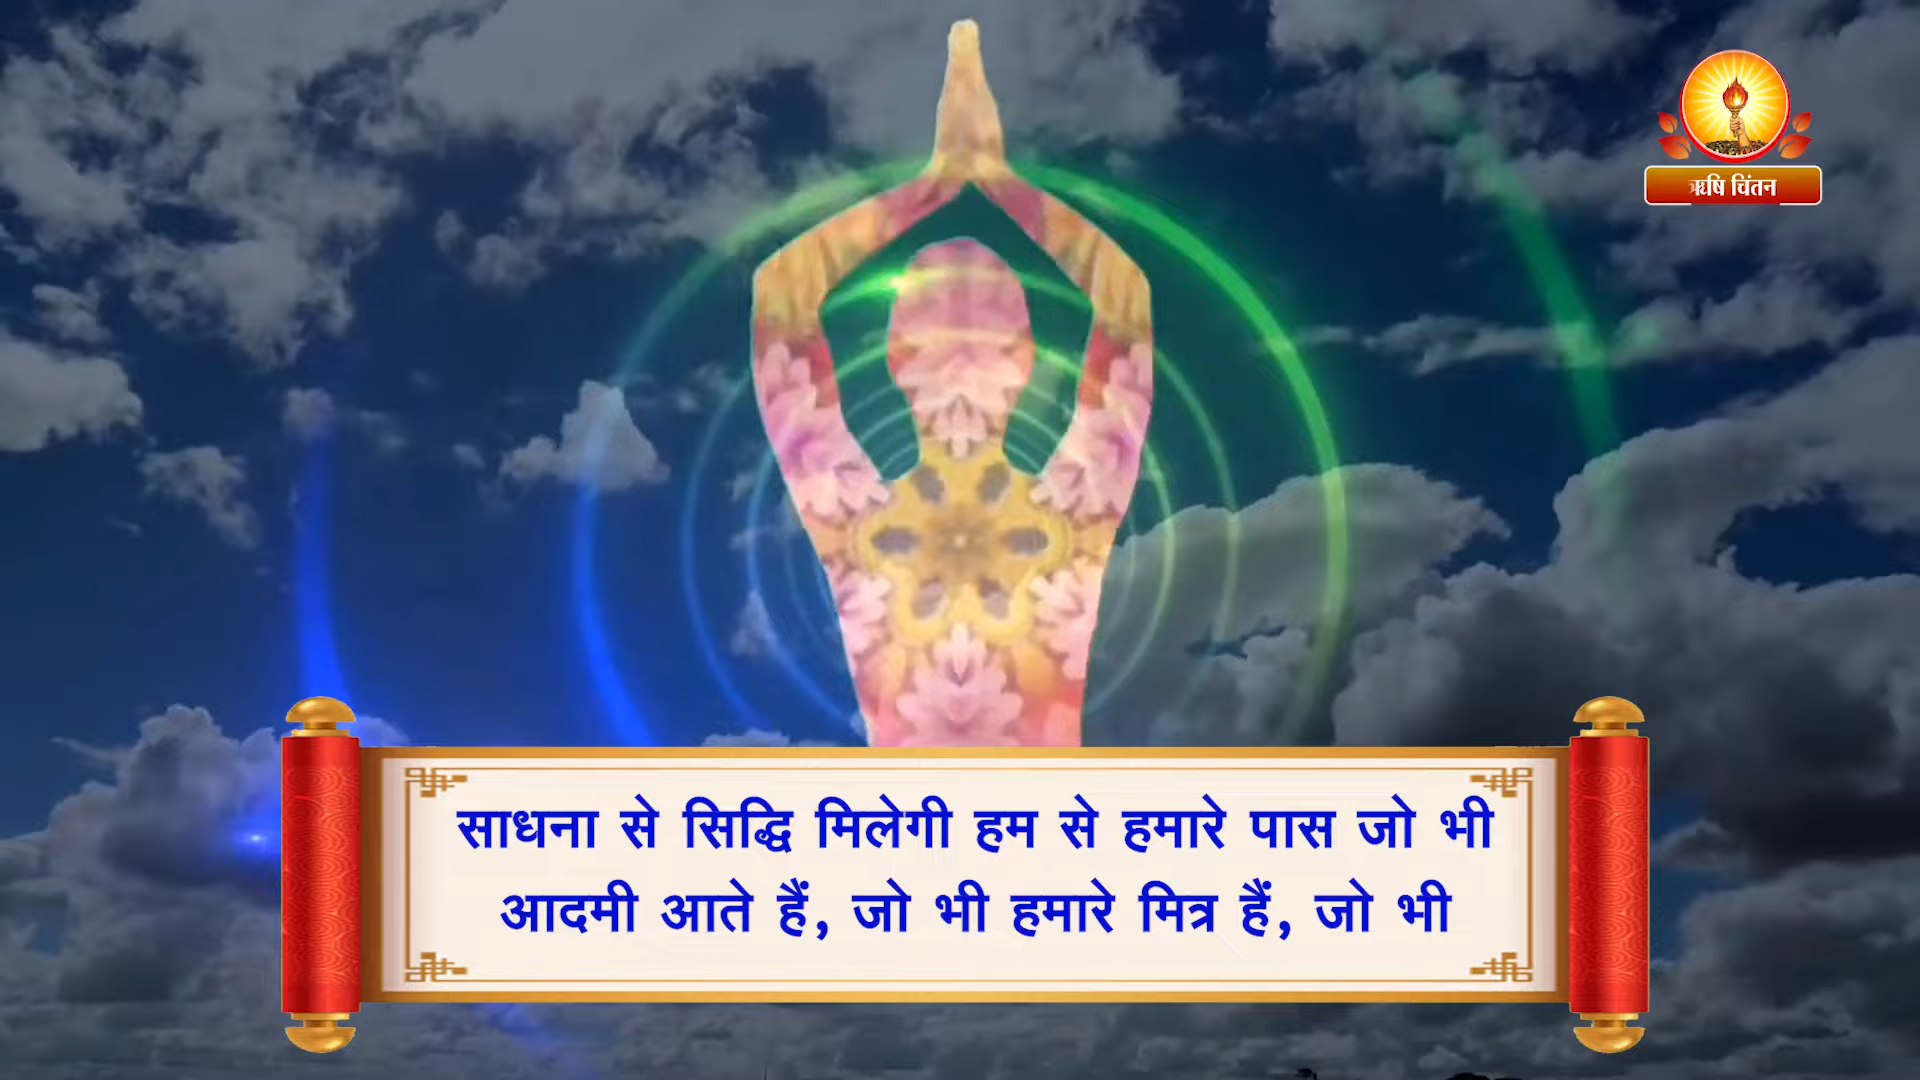 ऋषि चिंतन
साधना से सिद्धि मिलेगी हम से हमारे पास जो भी
आदमी आते हैं, जो भी हमारे मित्र हैं, जो भी